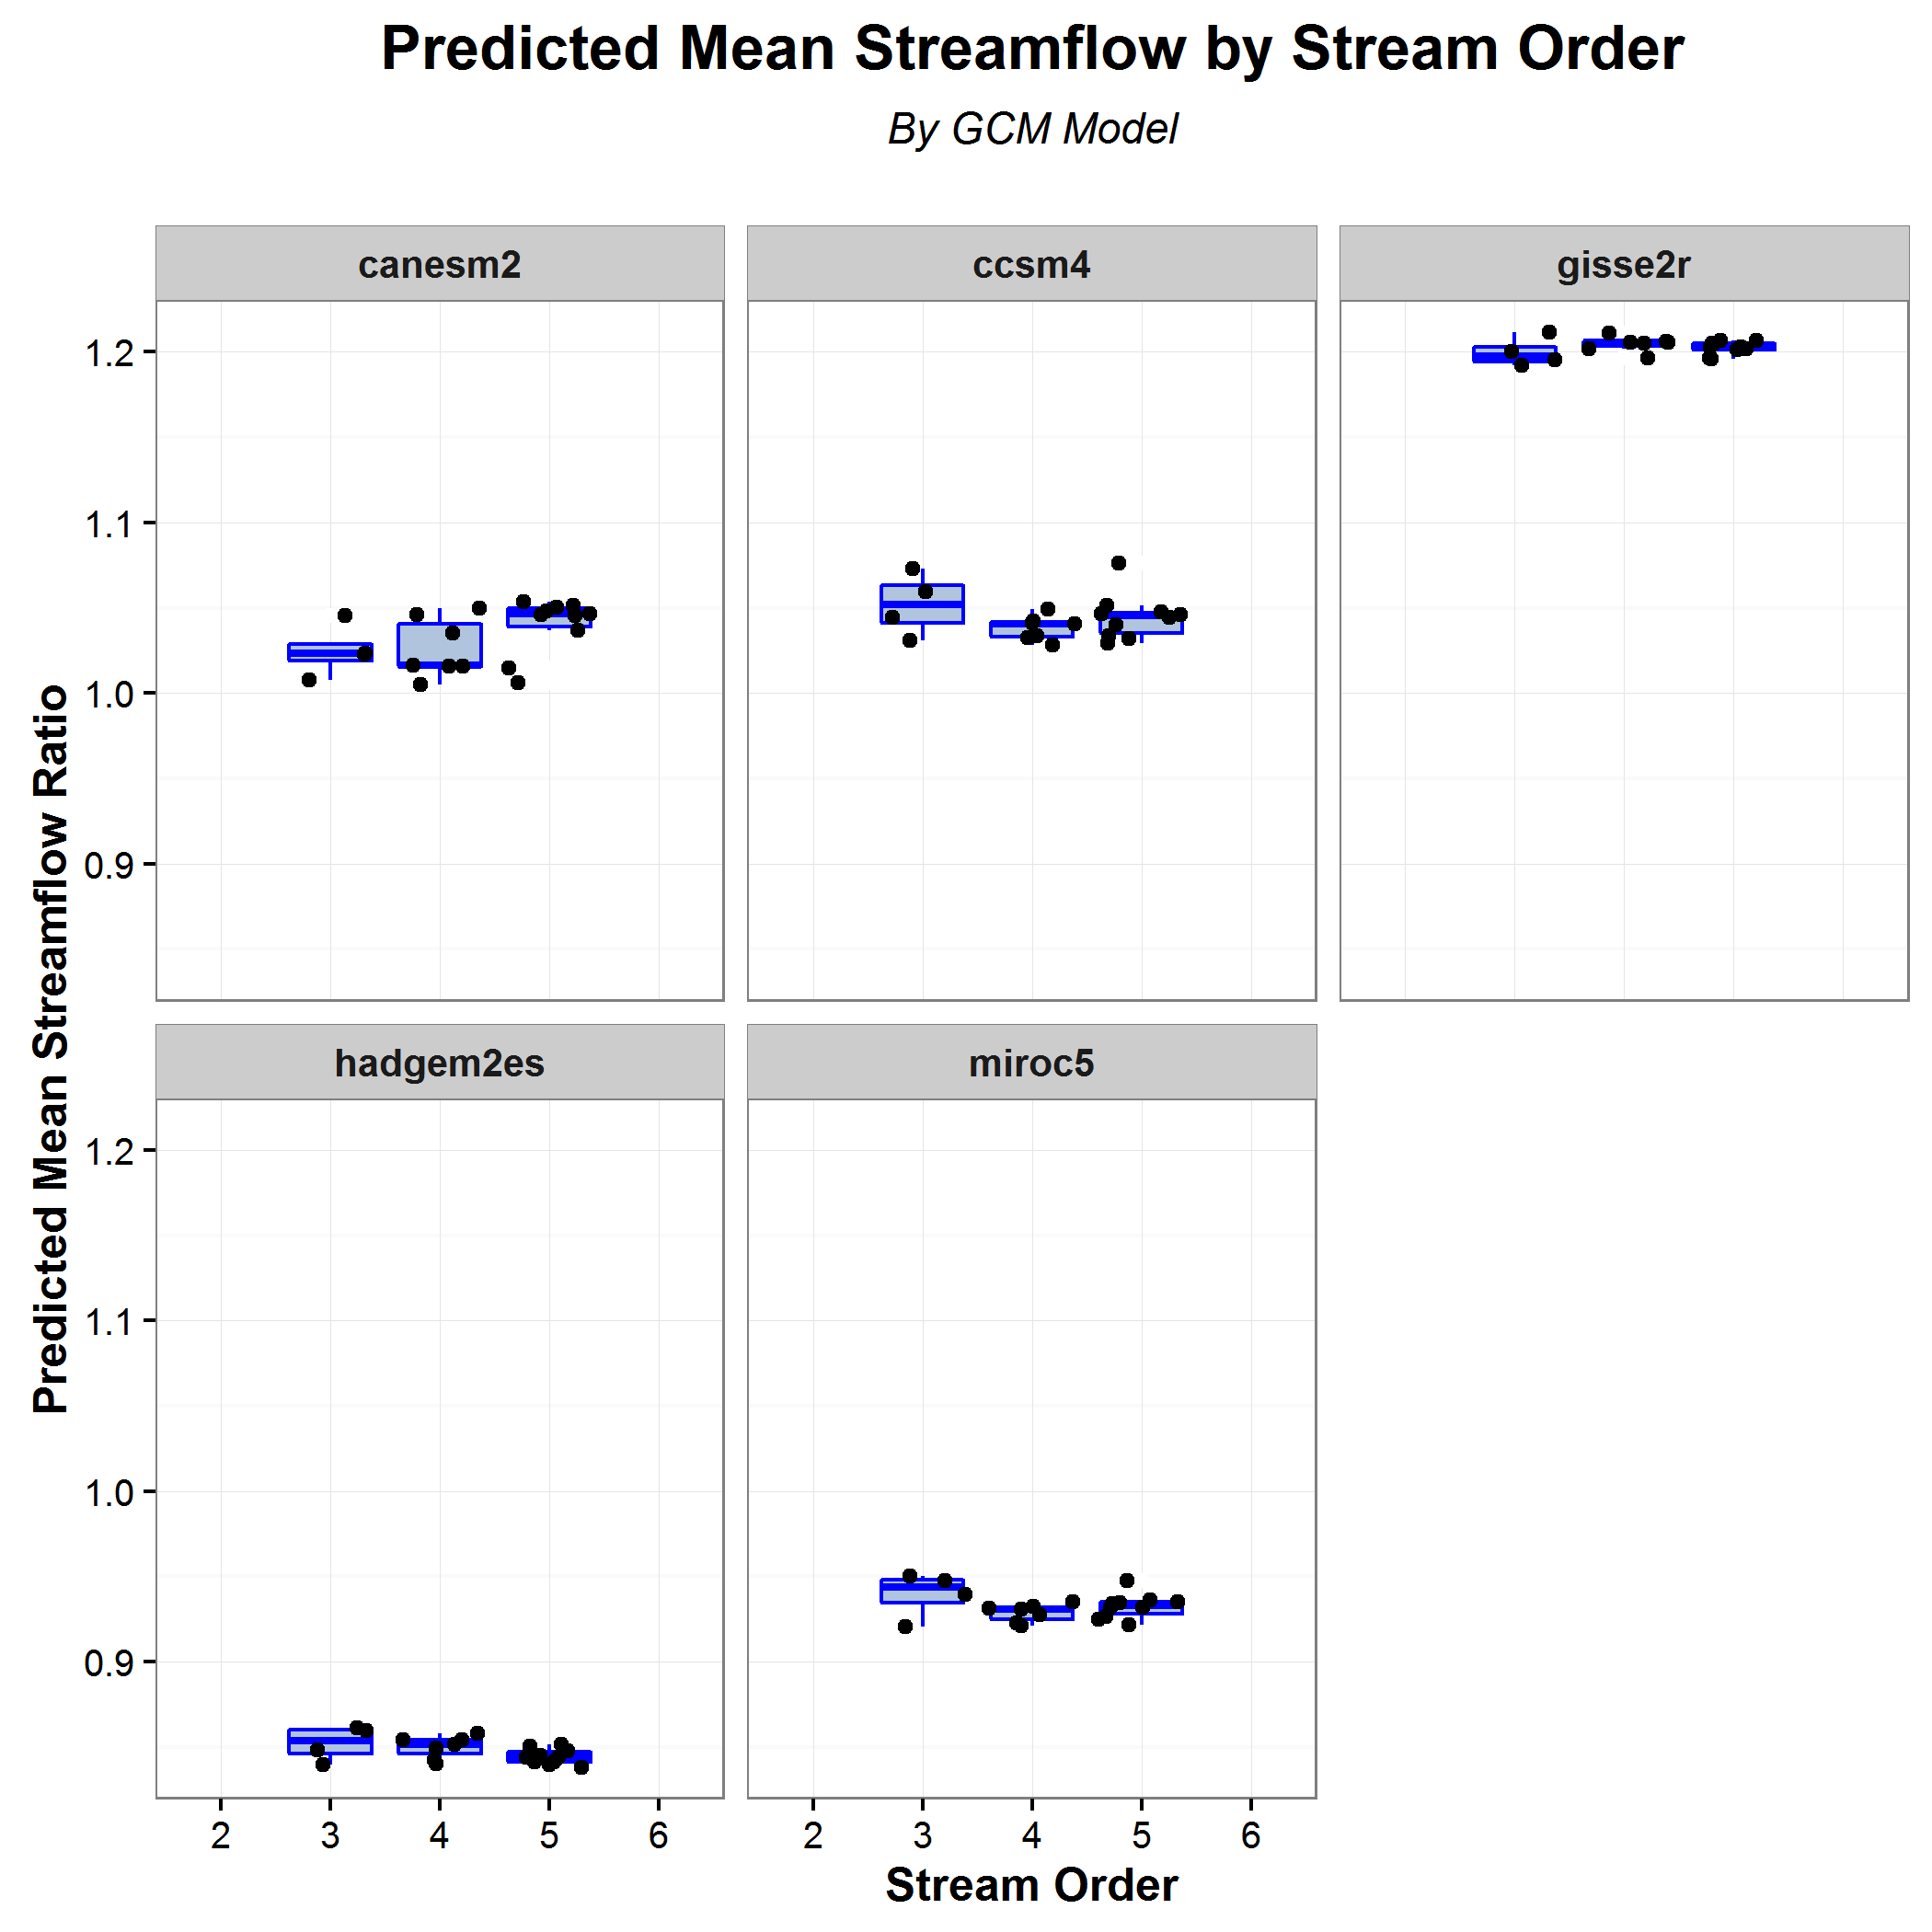 Predicted Mean Streamflow by Stream Order
By GCM Model
canesm2
ccsm4
gisse2r
1.2
1.1
1.0
0.9
Predicted Mean Streamflow Ratio
hadgem2es
miroc5
1.2
1.1
1.0
0.9
2 3 4 5 6
2 3 4 5 6
Stream Order